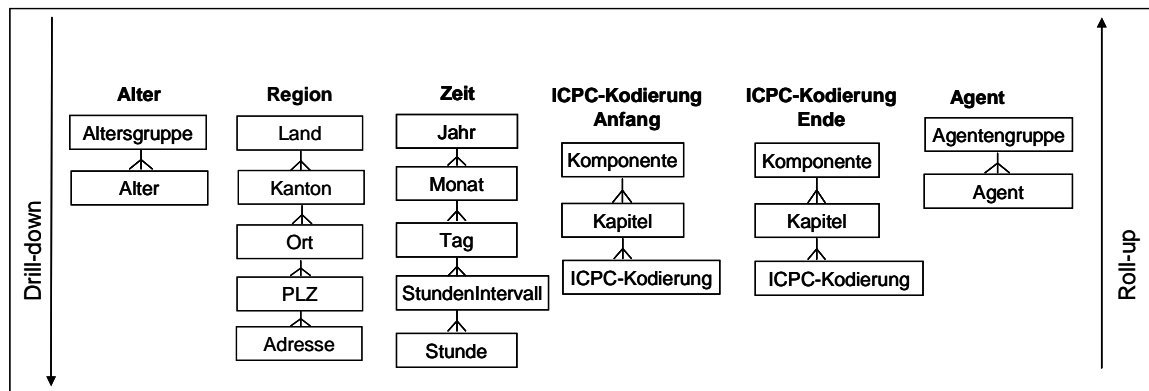 Drill-down
Alter
Altersgruppe
Alter
Region
Land
Kanton
Ort
PLZ
Adresse
Zeit
Jahr
Monat
Tag
StundenIntervall
Stunde
ICPC-Kodierung
Anfang
Komponente
Kapitel
ICPC-Kodierung
ICPC-Kodierung
Ende
Komponente
Kapitel
ICPC-Kodierung
Agent
Agentengruppe
Agent
Roll-up